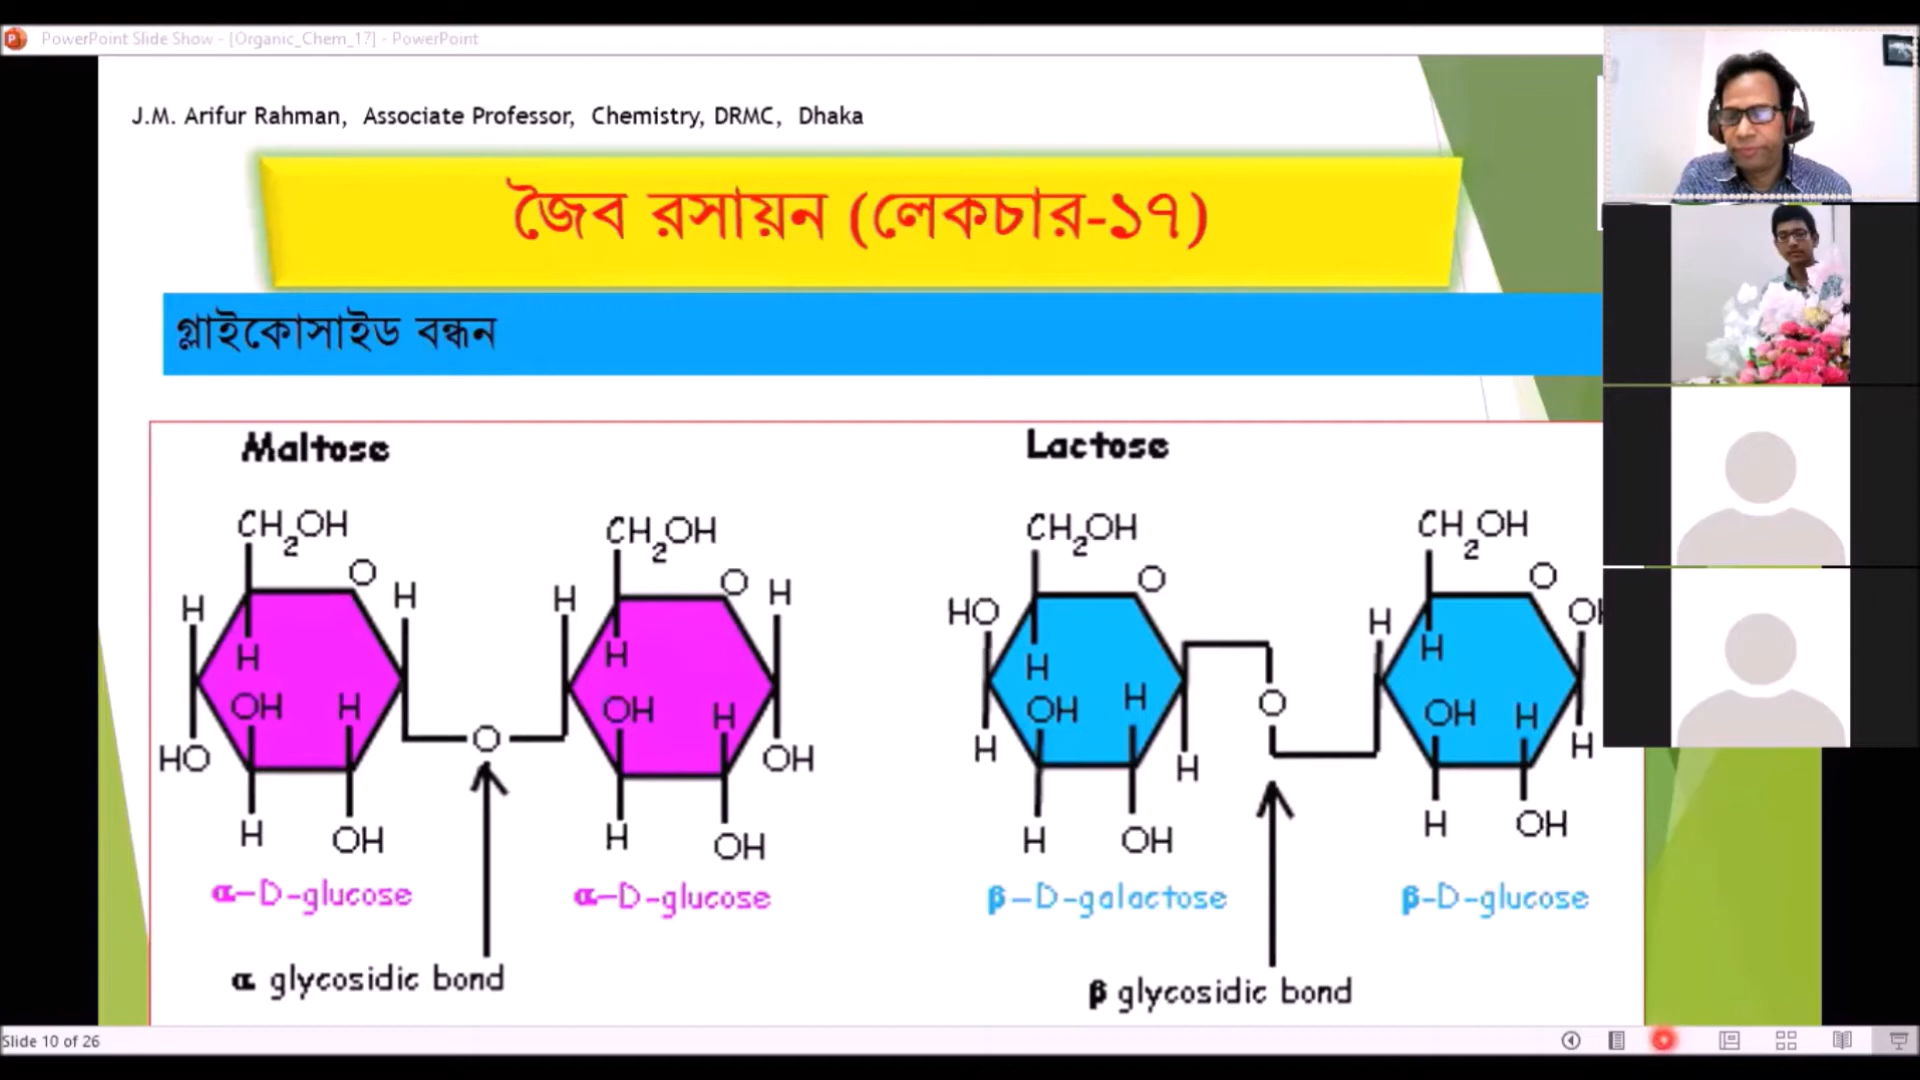 PowerPoint Slide Show - [Organic_Chem_17] - PowerPoint
J.M. Arifur Rahman, Associate Professor, Chemistry, DRMC, Dhaka
জৈব রসায়ন (লেকচার-১৭)
গ্লাইকোসাইড বন্ধন
Maltose
Lactose
CH2OH
CH2OH
CH2OH
CH2OH
O
O
O
O
H
H
H
H
HO
H
H
H
H
H
OH
H
OH
H
OH
H
OH
H
O
O
HO
OH
H
H
H
H
OH
H
OH
H
OH
H
OH
α-D-glucose
α-D-glucose
β-D-galactose
β-D-glucose
α glycosidic bond
β glycosidic bond
Slide 10 of 26